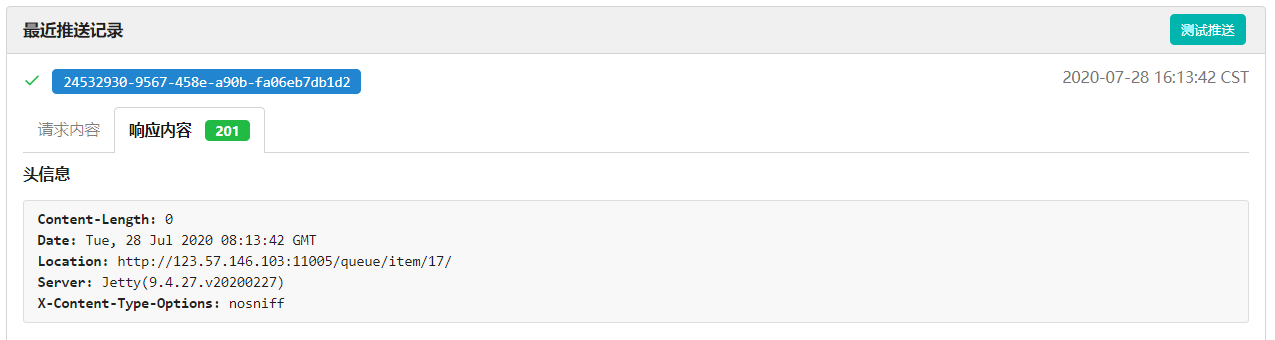 最近推送记录
测试推送
24532930-9567-458e-a90b-fa06eb7db1d2
2020-07-28 16:13:42 CST
请求内容
响应内容 201
头信息
Content-Length: 0
Date: Tue, 28 Jul 2020 08:13:42 GMT
Location: http://123.57.146.103:11005/queue/item/17/
Server: Jetty(9.4.27.v20200227)
X-Content-Type-Options: nosniff